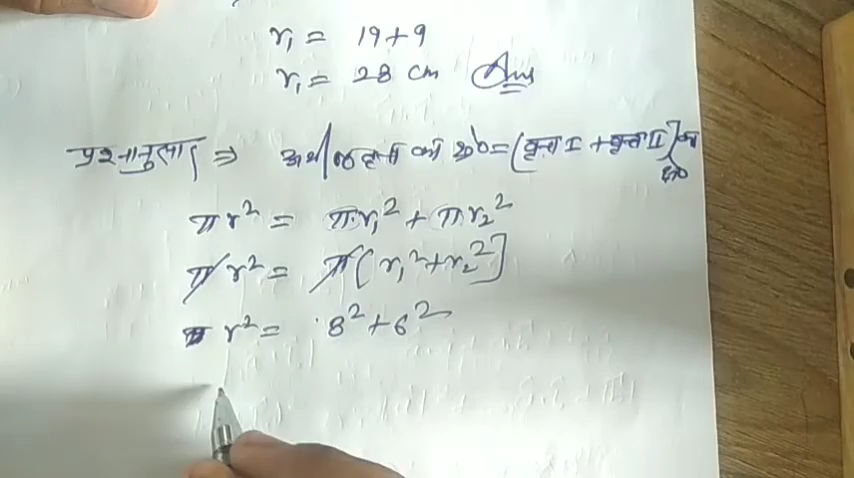 r₁ = 19+9
r₁ = 28 cm Ans
प्रश्नानुसार ⇒ का क्षे० = (वृत्त I + वृत्त II) का क्षे०
πr² = πr₁² + πr₂²
πr² = π[r₁²+r₂²]
r² = 8²+6²